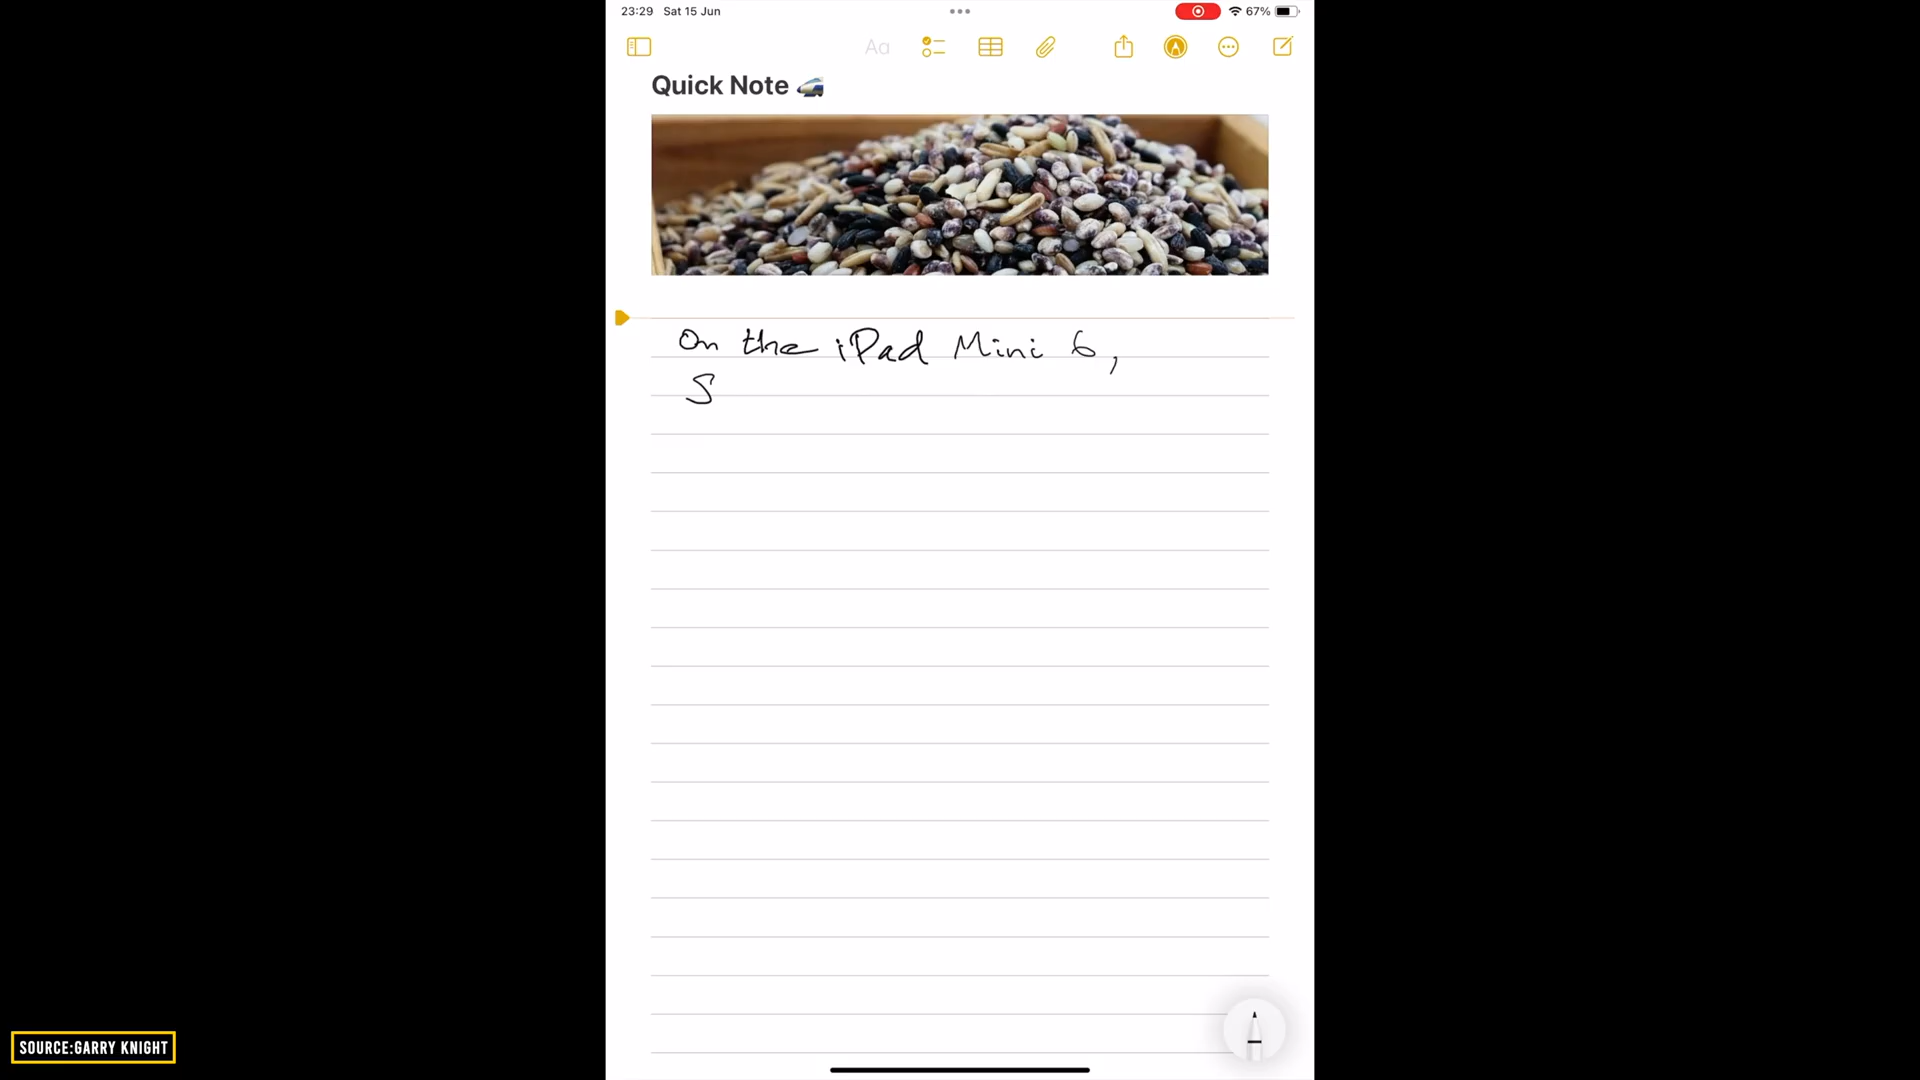 23:29 Sat 15 Jun 67%
Aa
Quick Note 🚄
On the iPad Mini 6,
S
SOURCE:GARRY KNIGHT